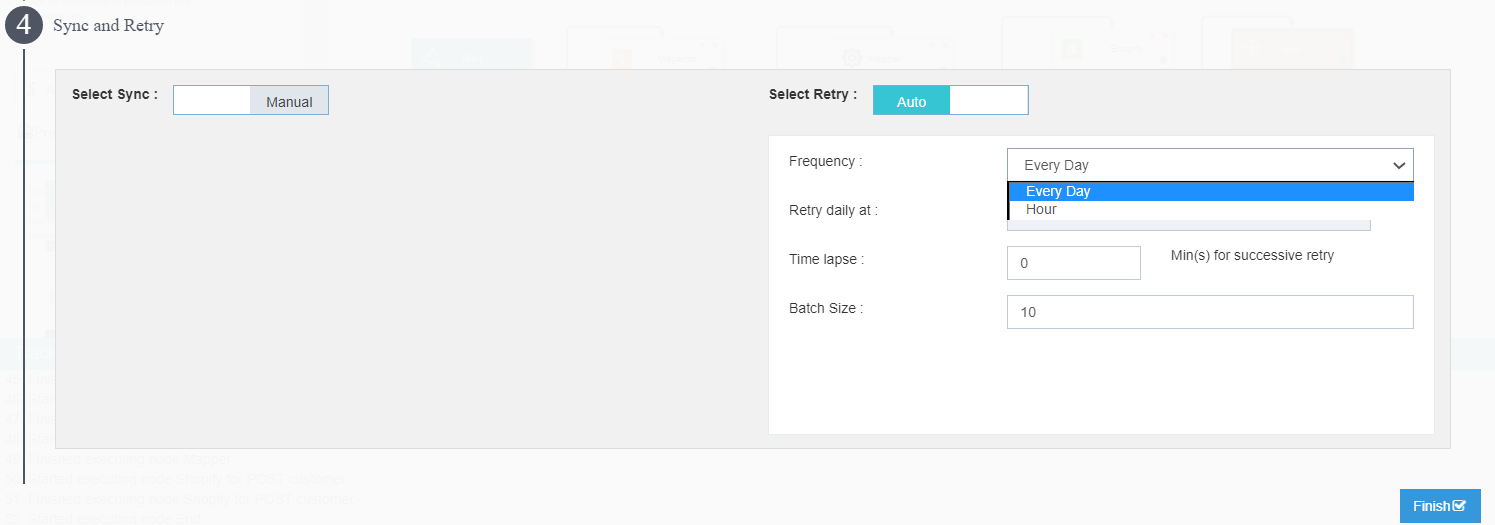 4 Sync and Retry
Select Sync :
Manual
Select Retry :
Auto
Frequency :
Every Day
Every Day
Hour
Retry daily at :
Time lapse :
0
Min(s) for successive retry
Batch Size :
10
Finish